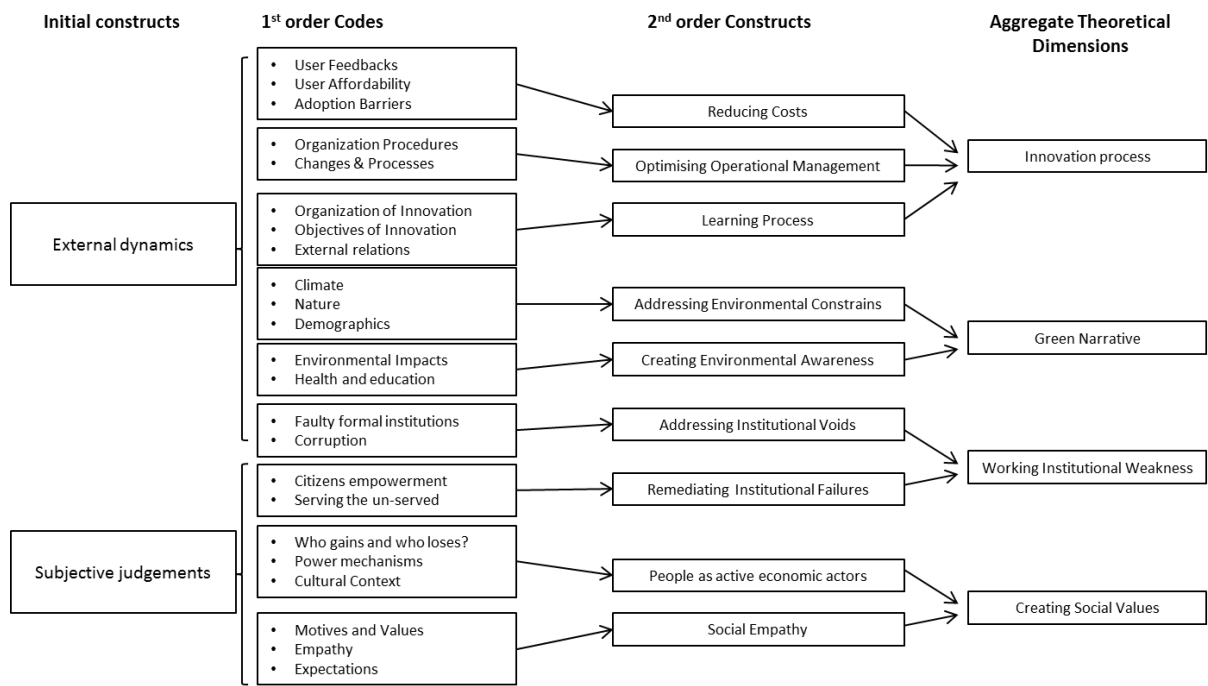 Initial constructs
1st order Codes
2nd order Constructs
Aggregate Theoretical
Dimensions
External dynamics
Subjective judgements
• User Feedbacks
• User Affordability
• Adoption Barriers
• Organization Procedures
• Changes & Processes
• Organization of Innovation
• Objectives of Innovation
• External relations
• Climate
• Nature
• Demographics
• Environmental Impacts
• Health and education
• Faulty formal institutions
• Corruption
• Citizens empowerment
• Serving the un-served
• Who gains and who loses?
• Power mechanisms
• Cultural Context
• Motives and Values
• Empathy
• Expectations
Reducing Costs
Optimising Operational Management
Learning Process
Addressing Environmental Constrains
Creating Environmental Awareness
Addressing Institutional Voids
Remediating Institutional Failures
People as active economic actors
Social Empathy
Innovation process
Green Narrative
Working Institutional Weakness
Creating Social Values